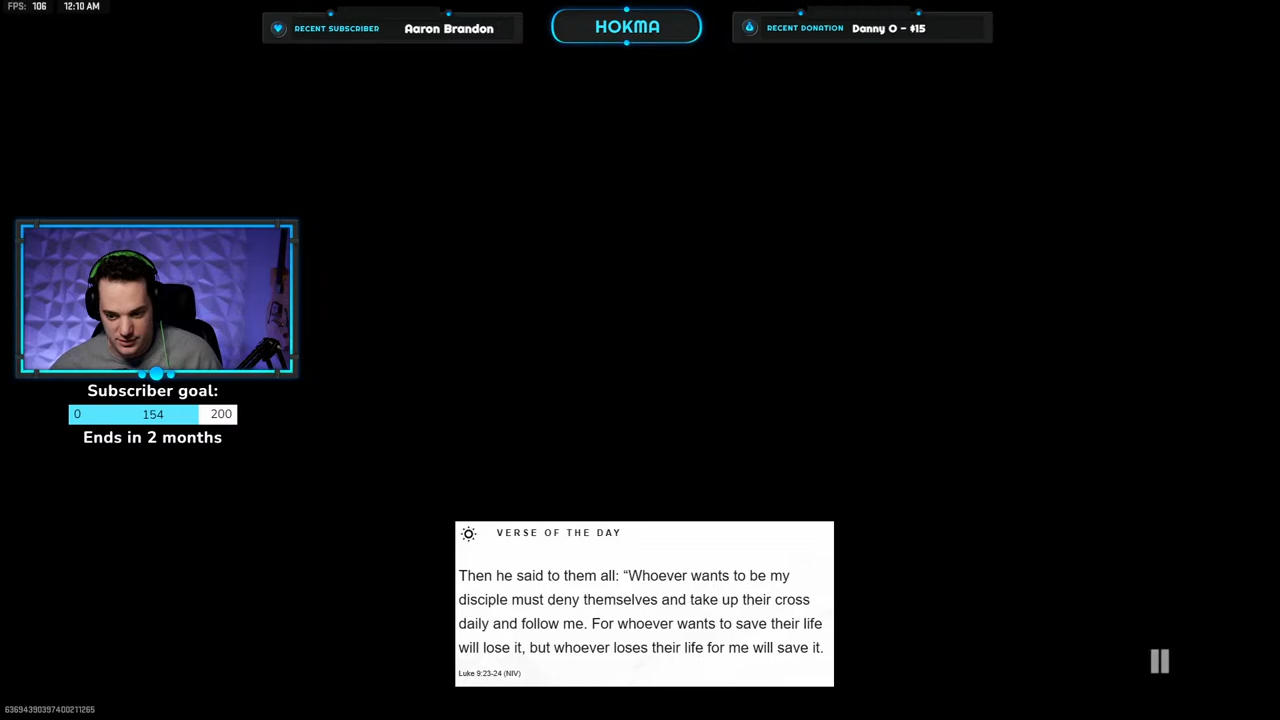 FPS: 106 12:10 AM
RECENT SUBSCRIBER Aaron Brandon
HOKMA
RECENT DONATION Danny O - $15
Subscriber goal:
0 154 200
Ends in 2 months
VERSE OF THE DAY
Then he said to them all: “Whoever wants to be my
disciple must deny themselves and take up their cross
daily and follow me. For whoever wants to save their life
will lose it, but whoever loses their life for me will save it.
Luke 9:23-24 (NIV)
63694390397400211265